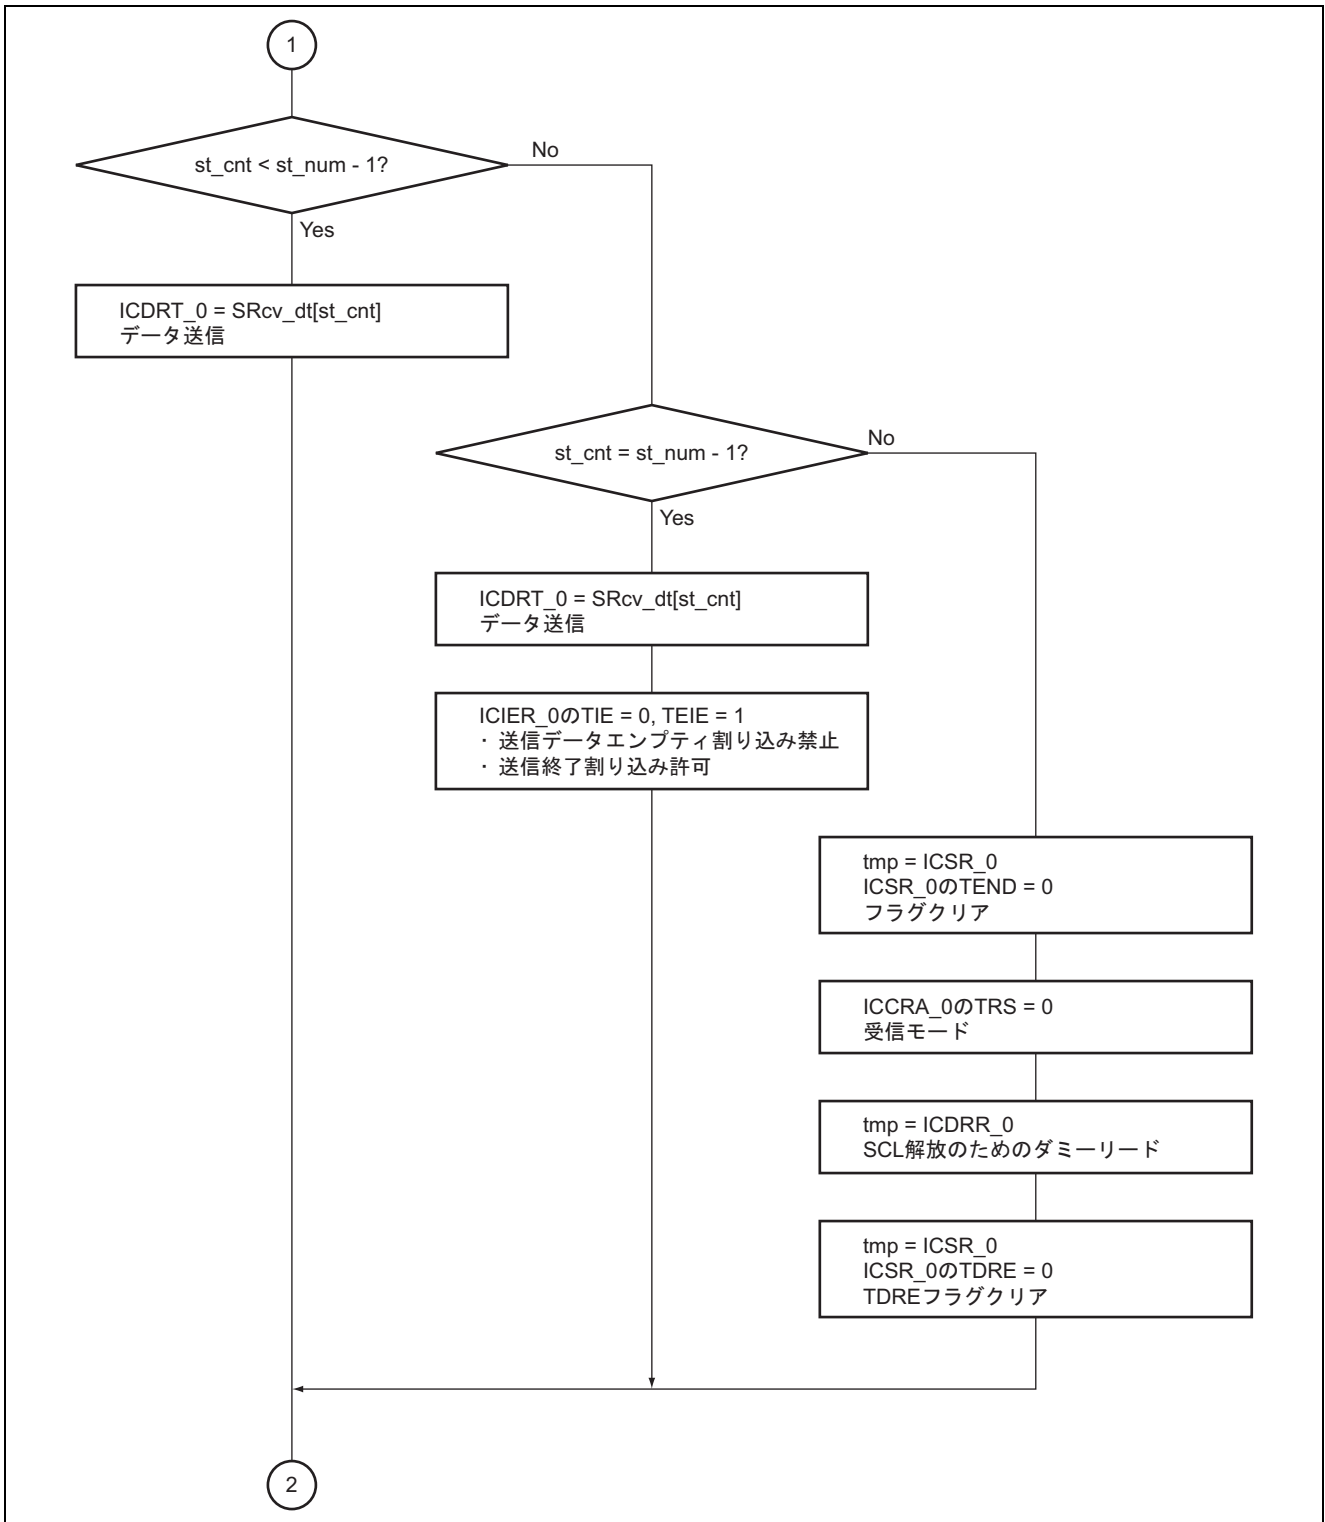 1
st_cnt < st_num - 1?
No
Yes
ICDRT_0 = SRcv_dt[st_cnt]
データ送信
st_cnt = st_num - 1?
No
Yes
ICDRT_0 = SRcv_dt[st_cnt]
データ送信
ICIER_0のTIE = 0, TEIE = 1
・送信データエンプティ割り込み禁止
・送信終了割り込み許可
tmp = ICSR_0
ICSR_0のTEND = 0
フラグクリア
ICCRA_0のTRS = 0
受信モード
tmp = ICDRR_0
SCL解放のためのダミーリード
tmp = ICSR_0
ICSR_0のTDRE = 0
TDREフラグクリア
2